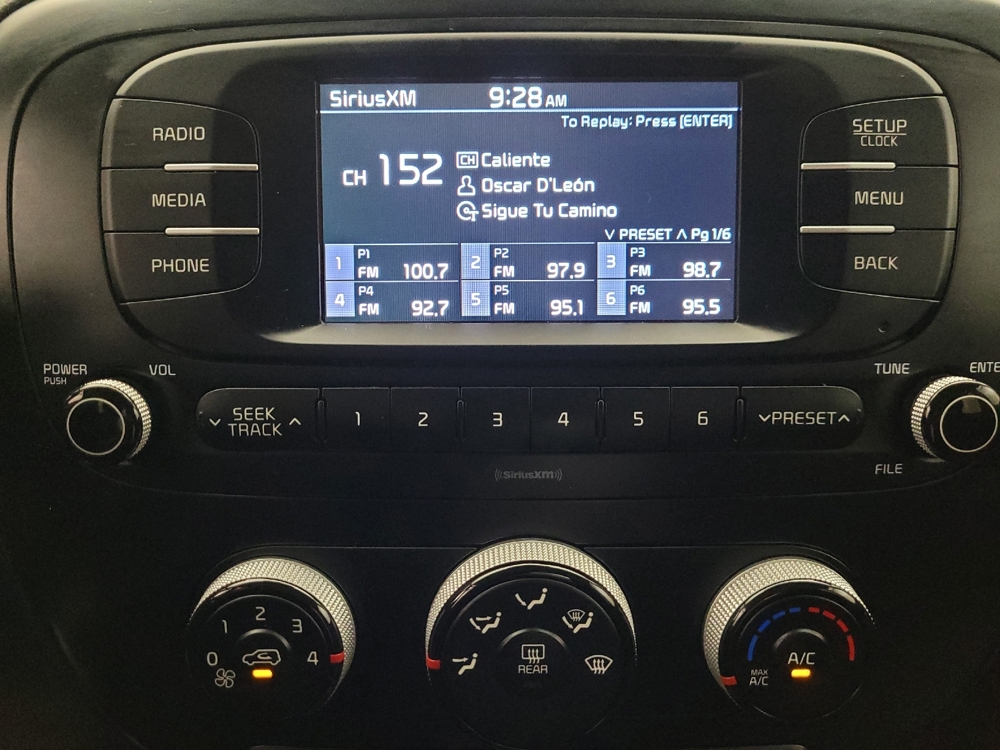 SiriusXM 9:28 AM
To Replay: Press [ENTER]
CH 152
CH Caliente
Oscar D'León
Sigue Tu Camino
PRESET Pg 1/6
1 P1 FM 100.7
2 P2 FM 97.9
3 P3 FM 98.7
4 P4 FM 92.7
5 P5 FM 95.1
6 P6 FM 95.5
RADIO
MEDIA
PHONE
SETUP
CLOCK
MENU
BACK
POWER
PUSH
VOL
TUNE
ENTE
FILE
SEEK
TRACK
1 2 3 4 5 6
PRESET
SiriusXM
0 1 2 3 4
REAR
A/C
MAX
A/C